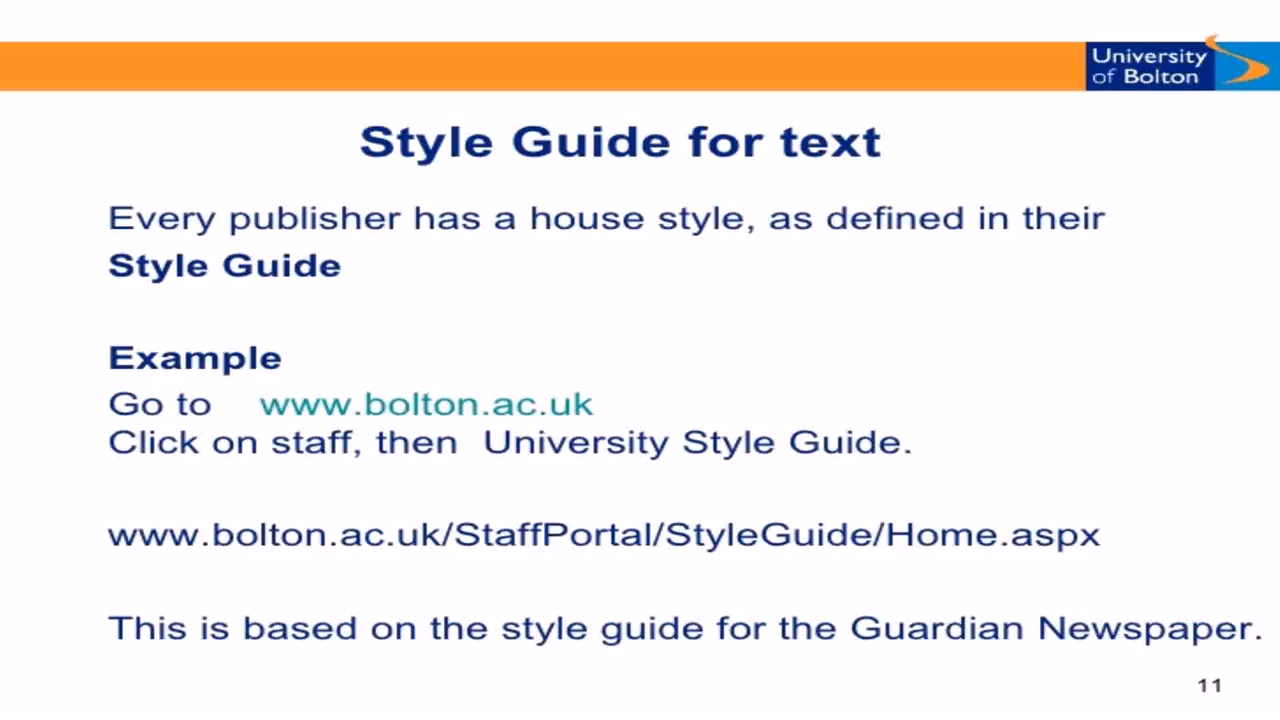 University
of Bolton
Style Guide for text
Every publisher has a house style, as defined in their
Style Guide
Example
Go to www.bolton.ac.uk
Click on staff, then University Style Guide.
www.bolton.ac.uk/StaffPortal/StyleGuide/Home.aspx
This is based on the style guide for the Guardian Newspaper.
11